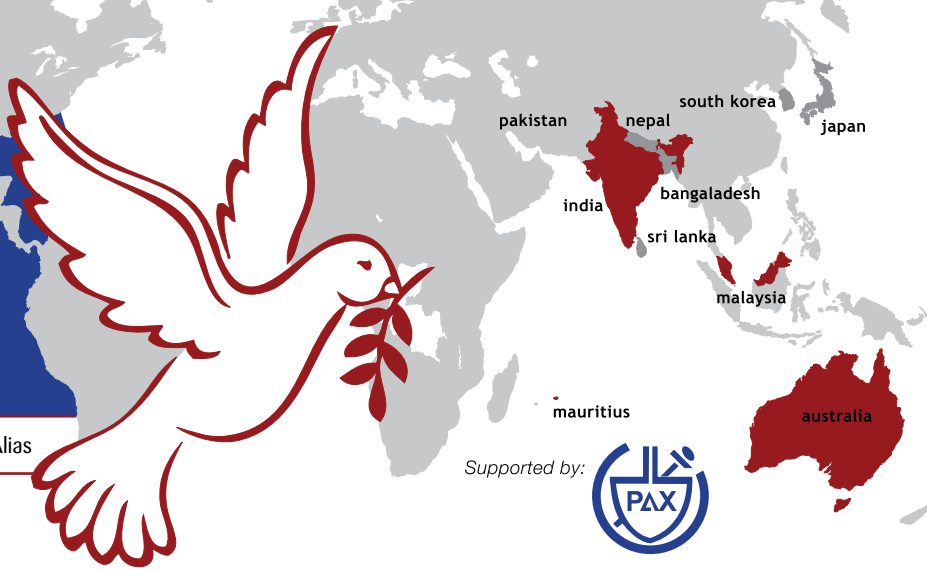 south korea
pakistan
nepal
japan
bangaladesh
india
sri lanka
malaysia
mauritius
australia
Alias
Supported by:
PAX